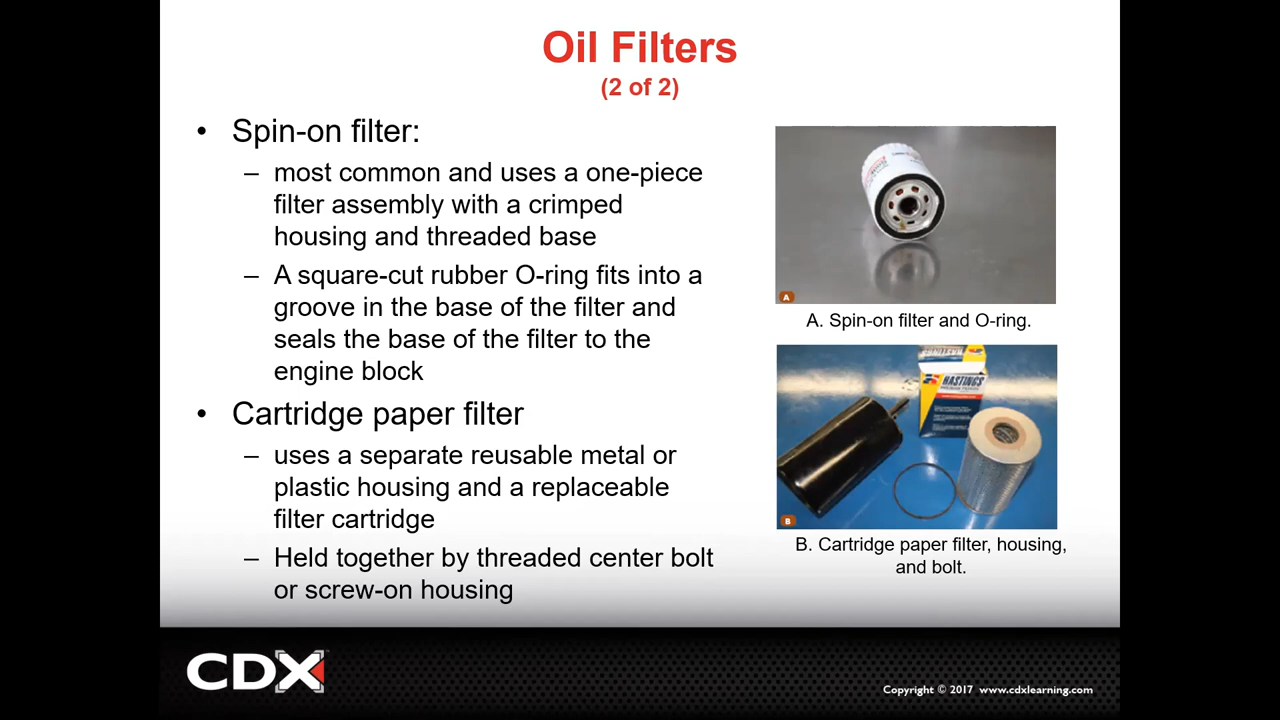 Oil Filters
(2 of 2)
• Spin-on filter:
– most common and uses a one-piece
filter assembly with a crimped
housing and threaded base
– A square-cut rubber O-ring fits into a
groove in the base of the filter and
seals the base of the filter to the
engine block
• Cartridge paper filter
– uses a separate reusable metal or
plastic housing and a replaceable
filter cartridge
– Held together by threaded center bolt
or screw-on housing
A
A. Spin-on filter and O-ring.
HASTINGS
B
B. Cartridge paper filter, housing,
and bolt.
CDX
Copyright © 2017 www.cdxlearning.com